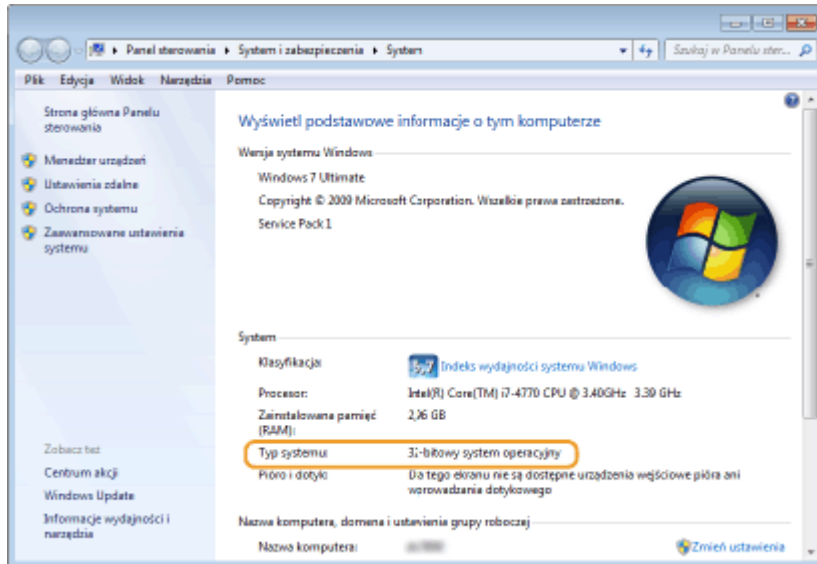 Panel sterowania ▸ System i zabezpieczenia ▸ System
Szukaj w Panelu ster...
Plik Edycja Widok Narzędzia Pomoc
Strona główna Panelu
sterowania
Menedżer urządzeń
Ustawienia zdalne
Ochrona systemu
Zaawansowane ustawienia
systemu
Zobacz też
Centrum akcji
Windows Update
Informacje wydajności i
narzędzia
Wyświetl podstawowe informacje o tym komputerze
Wersja systemu Windows
Windows 7 Ultimate
Copyright © 2009 Microsoft Corporation. Wszelkie prawa zastrzeżone.
Service Pack 1
System
Klasyfikacja:
5,7 Indeks wydajności systemu Windows
Procesor: Intel(R) Core(TM) i7-4770 CPU @ 3.40GHz 3.39 GHz
Zainstalowana pamięć GB
(RAM):
Typ systemu: 32-bitowy system operacyjny
Pióro i dotyk: Dla tego ekranu nie są dostępne urządzenia wejściowe pióra ani
wprowadzania dotykowego
Nazwa komputera, domena i ustawienia grupy roboczej
Nazwa komputera:
Zmień ustawienia